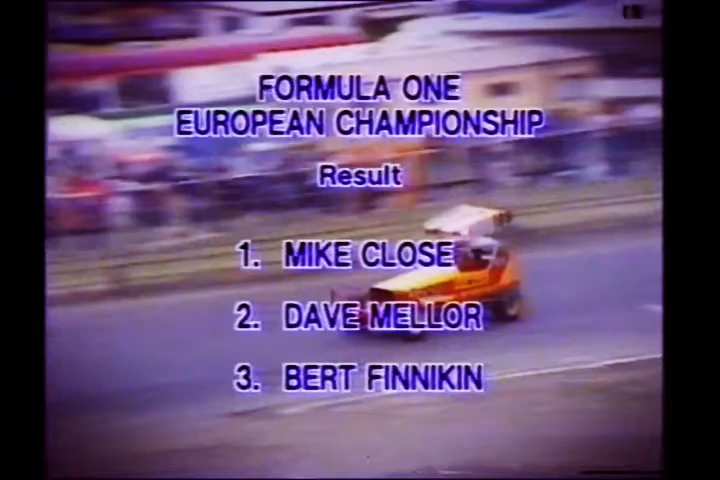 FORMULA ONE
EUROPEAN CHAMPIONSHIP
Result
1. MIKE CLOSE
2. DAVE MELLOR
3. BERT FINNIKIN